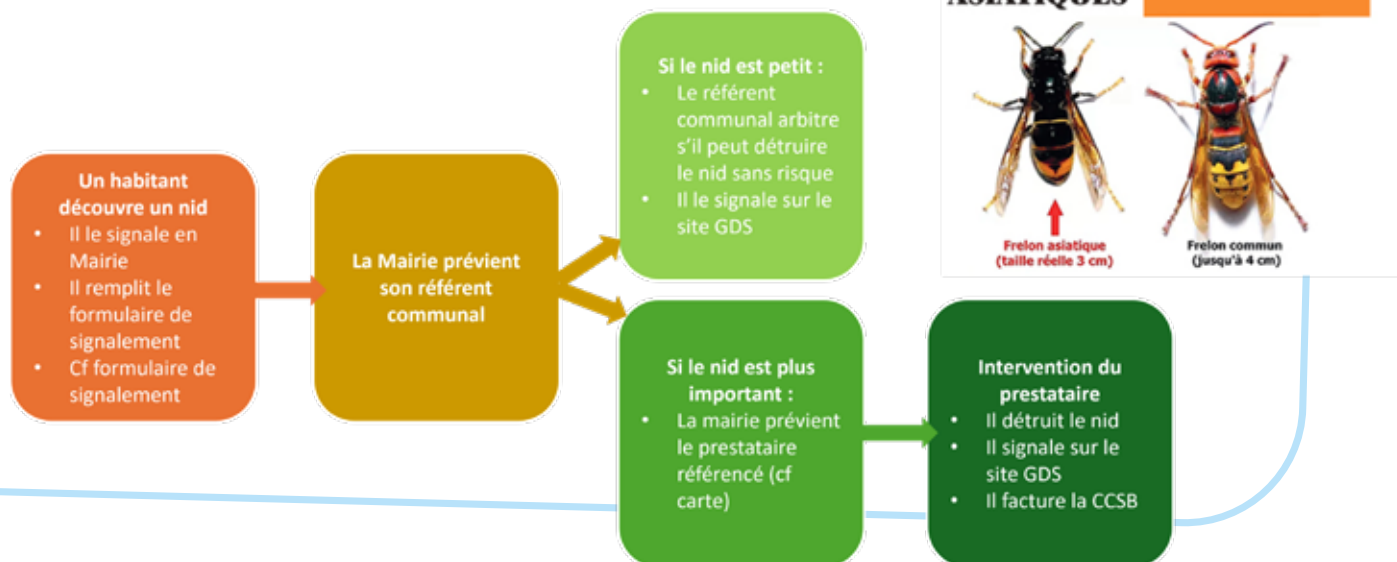 Un habitant
découvre un nid
• Il le signale en
Mairie
• Il remplit le
formulaire de
signalement
• Cf formulaire de
signalement
La Mairie prévient
son référent
communal
Si le nid est petit :
• Le référent
communal arbitre
s'il peut détruire
le nid sans risque
• Il le signale sur le
site GDS
Si le nid est plus
important :
• La mairie prévient
le prestataire
référencé (cf
carte)
Intervention du
prestataire
• Il détruit le nid
• Il signale sur le
site GDS
• Il facture la CCSB
ASIATIQUES
Frelon asiatique
(taille réelle 3 cm)
Frelon commun
(jusqu'à 4 cm)